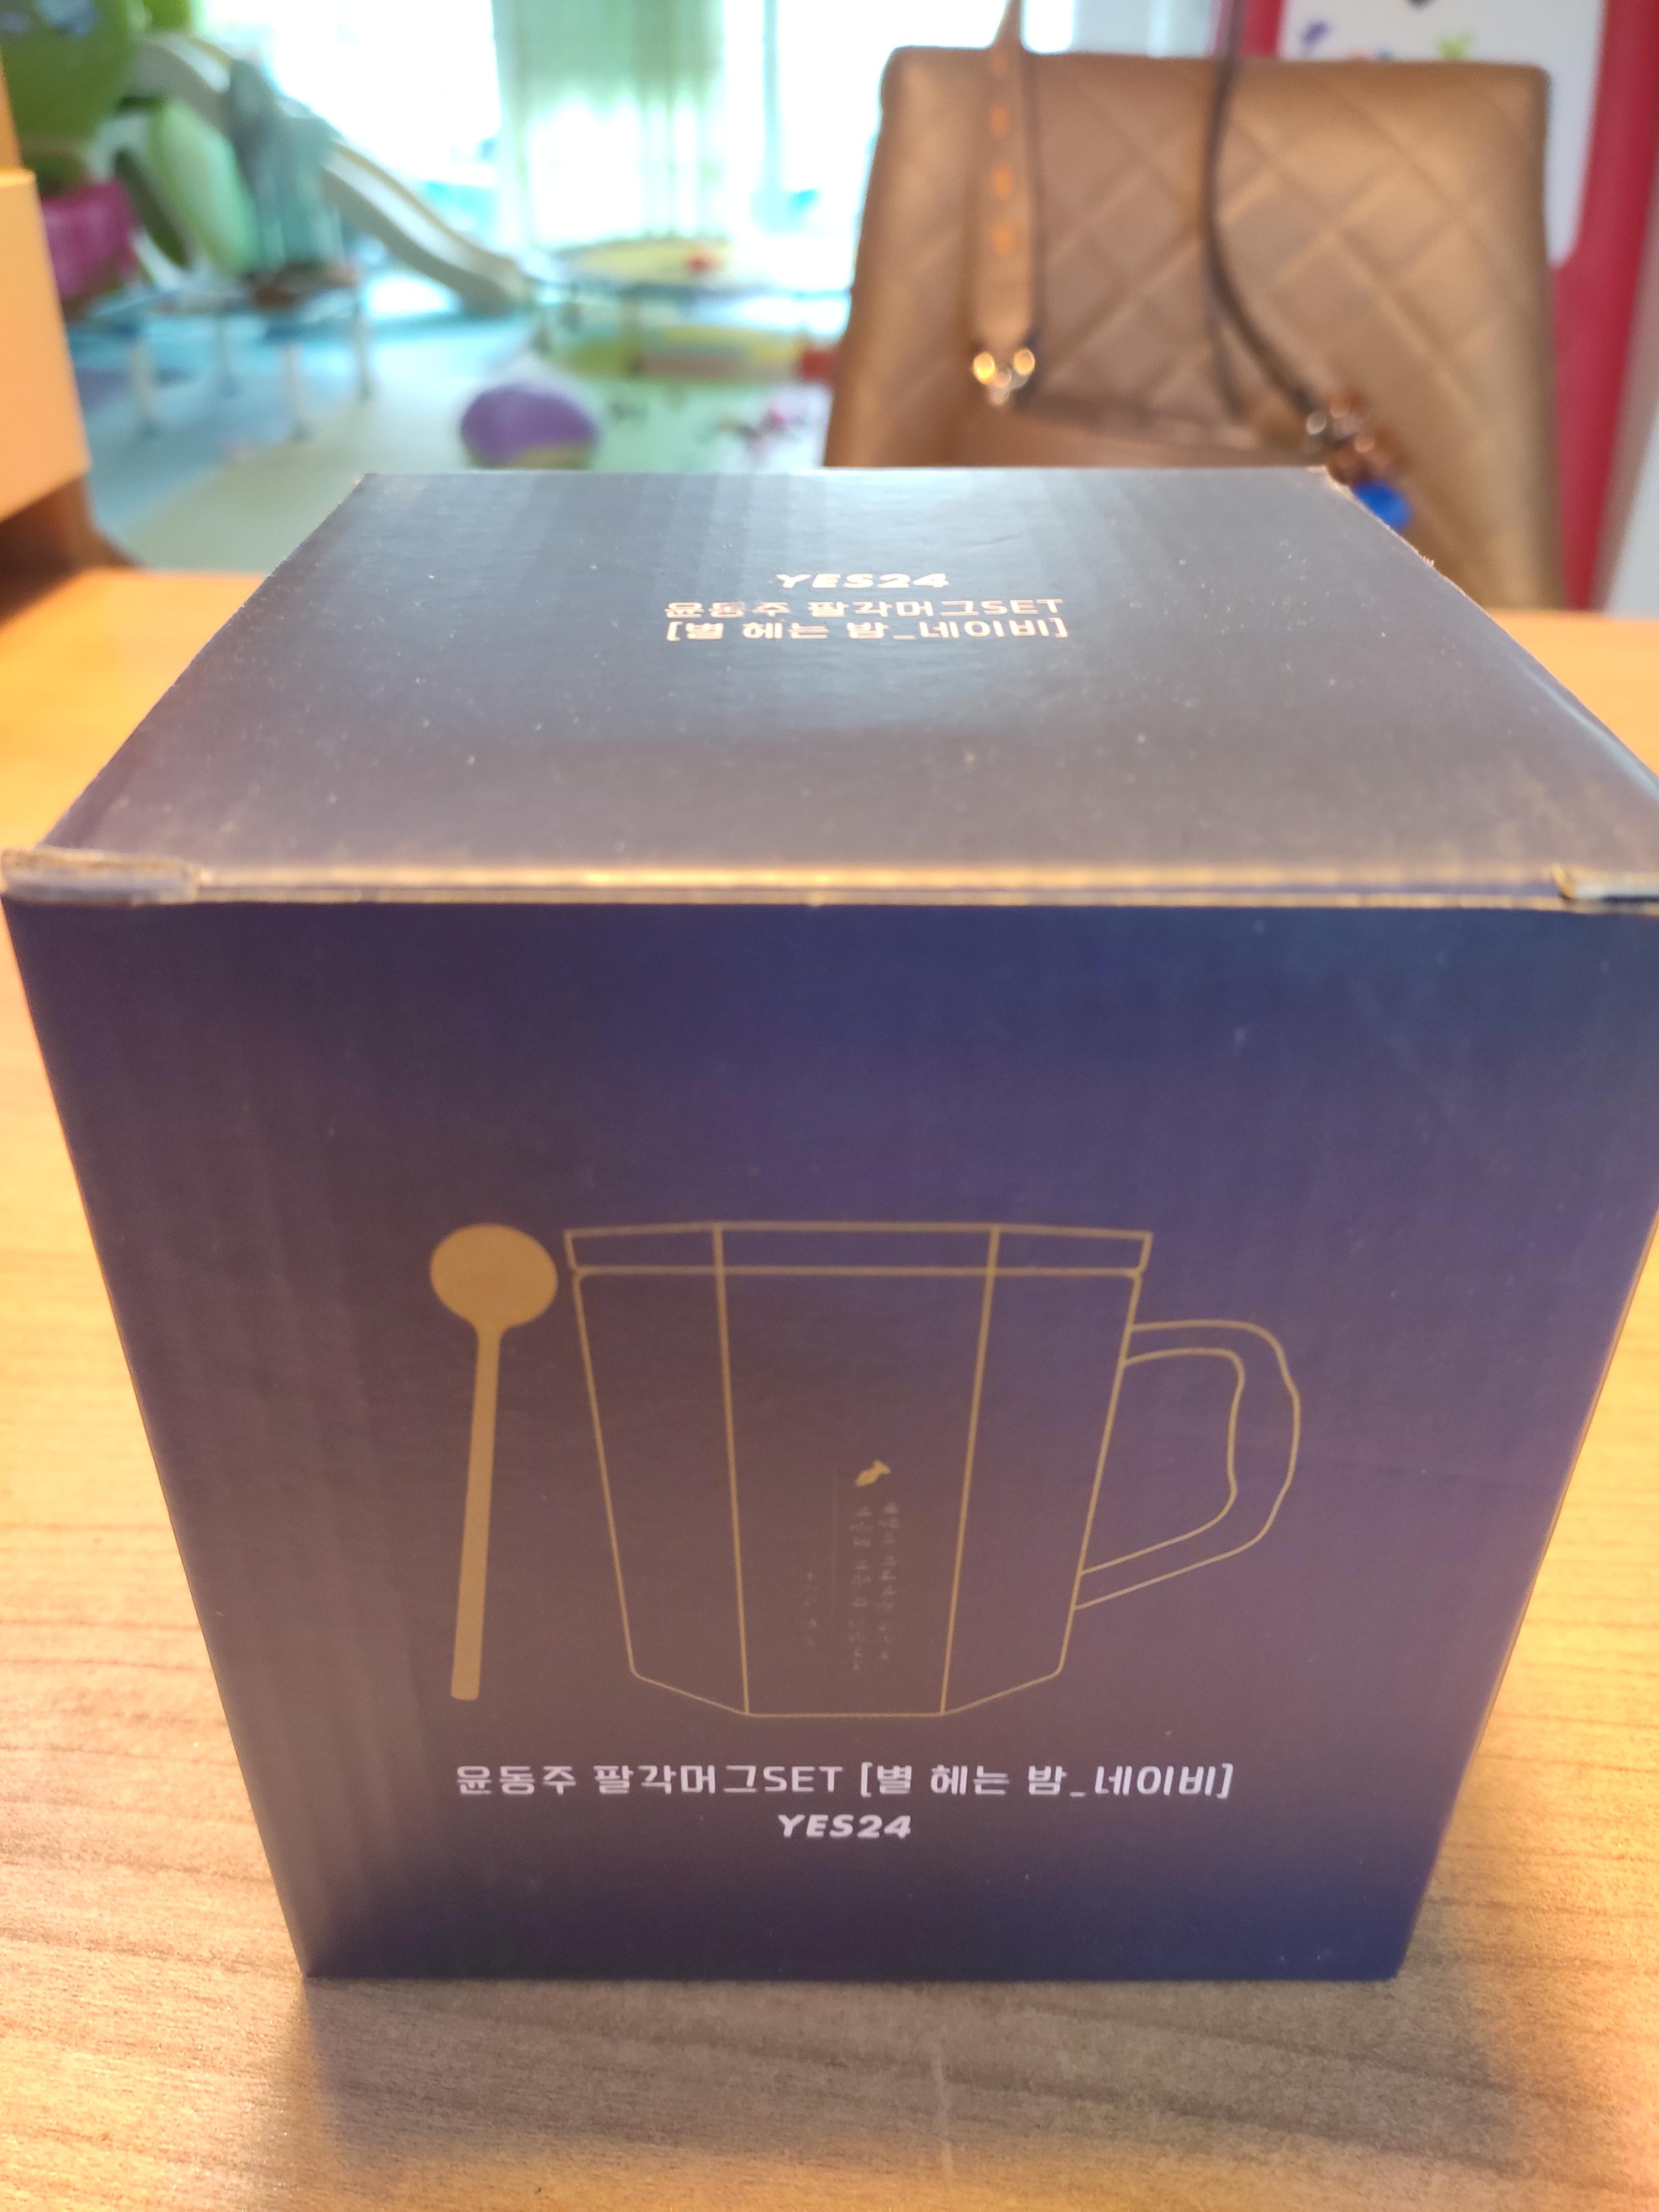 YES24
윤동주 팔각머그SET
[별 헤는 밤_네이비]
윤동주 팔각머그SET [별 헤는 밤_네이비]
YES24